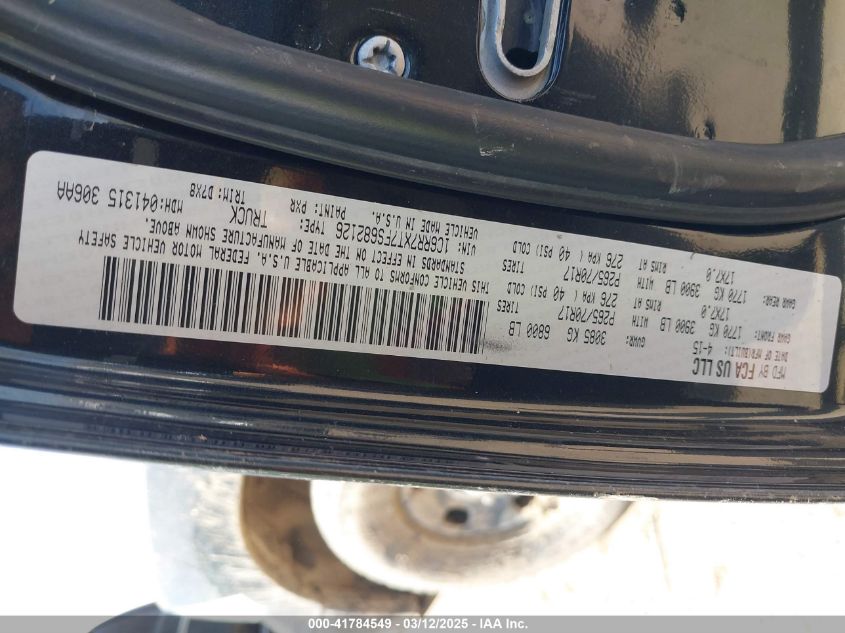 MFD BY FCA US LLC
DATE OF MFR(BUILT): 4-15
GVWR: 3085 KG 6800 LB
GAWR FRONT: 1770 KG 3900 LB WITH P265/70R17 TIRES
17X7.0 RIMS AT 276 KPA ( 40 PSI) COLD
GAWR REAR: 1770 KG 3900 LB WITH P265/70R17 TIRES
17X7.0 RIMS AT 276 KPA ( 40 PSI) COLD
THIS VEHICLE CONFORMS TO ALL APPLICABLE U.S.A. FEDERAL MOTOR VEHICLE SAFETY
STANDARDS IN EFFECT ON THE DATE OF MANUFACTURE SHOWN ABOVE.
VIN: 1C6RR7XT7FS682126 TYPE: TRUCK MDH:041315 306AA
VEHICLE MADE IN U.S.A. PAINT: PXR TRIM: D7X8
000-41784549 - 03/12/2025 - IAA Inc.